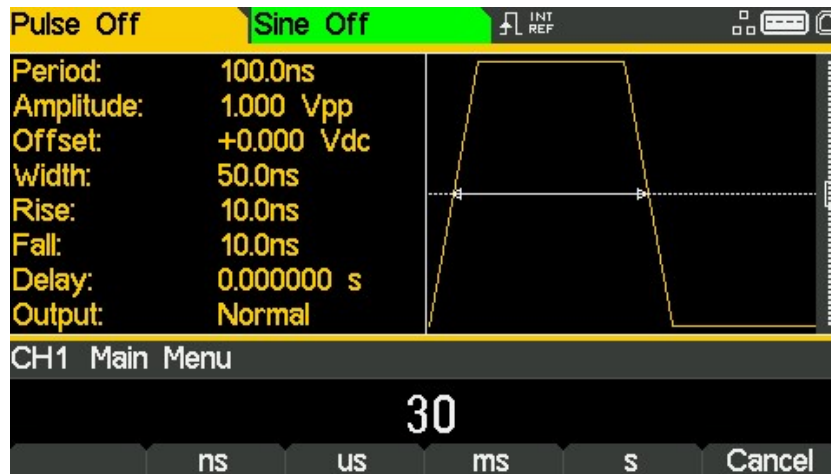 Pulse Off Sine Off INT REF
Period: 100.0ns
Amplitude: 1.000 Vpp
Offset: +0.000 Vdc
Width: 50.0ns
Rise: 10.0ns
Fall: 10.0ns
Delay: 0.000000 s
Output: Normal
CH1 Main Menu
30
ns us ms s Cancel